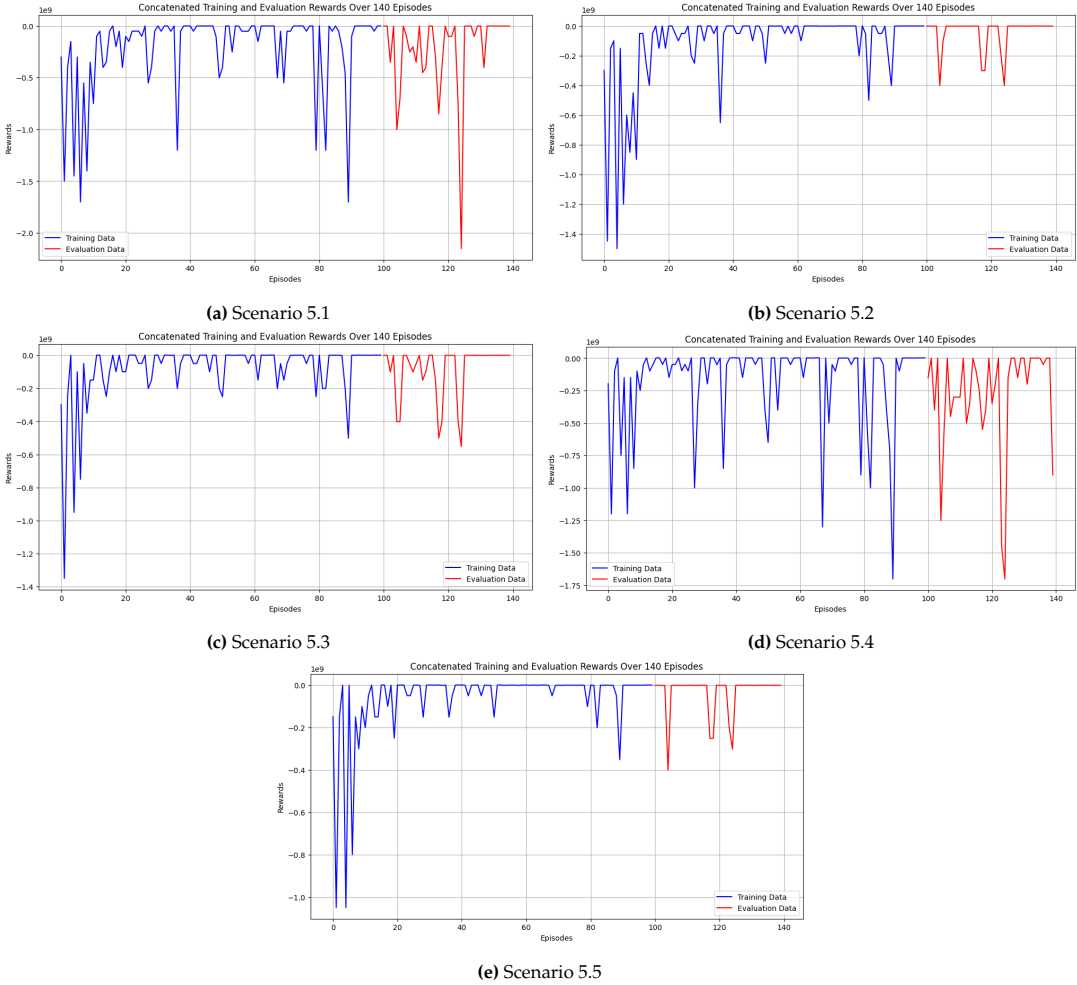 Concatenated Training and Evaluation Rewards Over 140 Episodes
1e9
0.0
−0.5
−1.0
−1.5
−2.0
Rewards
Training Data
Evaluation Data
0 20 40 60 80 100 120 140
Episodes
(a) Scenario 5.1
Concatenated Training and Evaluation Rewards Over 140 Episodes
1e9
0.0
−0.2
−0.4
−0.6
−0.8
−1.0
−1.2
−1.4
Rewards
Training Data
Evaluation Data
0 20 40 60 80 100 120 140
Episodes
(b) Scenario 5.2
Concatenated Training and Evaluation Rewards Over 140 Episodes
1e9
0.0
−0.2
−0.4
−0.6
−0.8
−1.0
−1.2
−1.4
Rewards
Training Data
Evaluation Data
0 20 40 60 80 100 120 140
Episodes
(c) Scenario 5.3
Concatenated Training and Evaluation Rewards Over 140 Episodes
1e9
0.00
−0.25
−0.50
−0.75
−1.00
−1.25
−1.50
−1.75
Rewards
Training Data
Evaluation Data
0 20 40 60 80 100 120 140
Episodes
(d) Scenario 5.4
Concatenated Training and Evaluation Rewards Over 140 Episodes
1e9
0.0
−0.2
−0.4
−0.6
−0.8
−1.0
Rewards
Training Data
Evaluation Data
0 20 40 60 80 100 120 140
Episodes
(e) Scenario 5.5